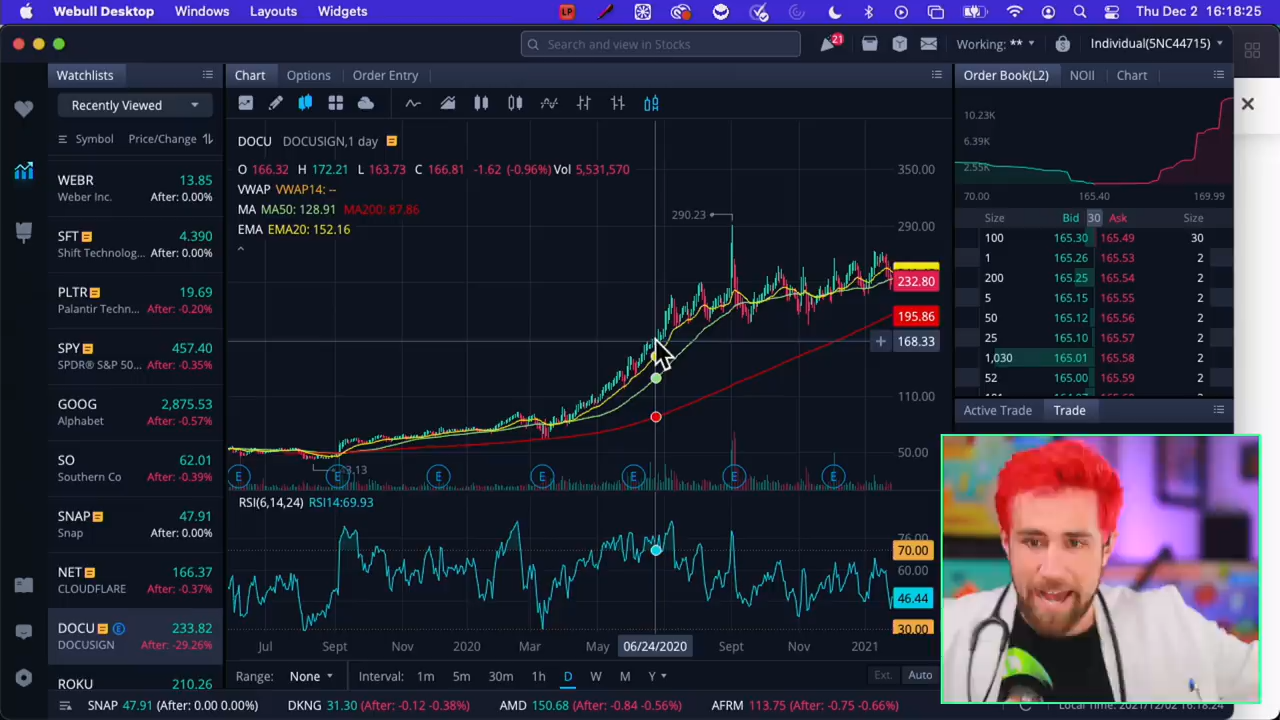 Webull Desktop Windows Layouts Widgets Thu Dec 2 16:18:25
Search and view in Stocks 21 Working: ** Individual(5NC44715)
Watchlists
Recently Viewed
Symbol Price/Change
WEBR 13.85
Weber Inc. After: 0.00%
SFT 4.390
Shift Technolog... After: 0.00%
PLTR 19.69
Palantir Techn... After: -0.20%
SPY 457.40
SPDR® S&P 50... After: -0.35%
GOOG 2,875.53
Alphabet After: -0.57%
SO 62.01
Southern Co After: -0.39%
SNAP 47.91
Snap After: 0.00%
NET 166.37
CLOUDFLARE After: -0.37%
DOCU E 233.82
DOCUSIGN After: -29.26%
ROKU 210.26
Chart Options Order Entry
DOCU DOCUSIGN,1 day
O 166.32 H 172.21 L 163.73 C 166.81 -1.62 (-0.96%) Vol 5,531,570
VWAP VWAP14: --
MA MA50: 128.91 MA200: 87.86
EMA EMA20: 152.16
350.00
290.23
290.00
232.80
195.86
168.33
110.00
50.00
3.13
E E E E E E E
RSI(6,14,24) RSI14:69.93
70.00
60.00
46.44
30.00
Jul Sept Nov 2020 Mar May 06/24/2020 Sept Nov 2021
Range: None Interval: 1m 5m 30m 1h D W M Y Ext. Auto
Order Book(L2) NOII Chart
10.23K
6.39K
2.55K
70.00 165.40 169.99
Size Bid 30 Ask Size
100 165.30 165.49 30
1 165.26 165.53 2
200 165.25 165.54 2
5 165.15 165.55 2
50 165.12 165.56 2
25 165.10 165.57 2
1,030 165.01 165.58 2
52 165.00 165.59 2
Active Trade Trade
SNAP 47.91 (After: 0.00 0.00%) DKNG 31.30 (After: -0.12 -0.38%) AMD 150.68 (After: -0.84 -0.56%) AFRM 113.75 (After: -0.75 -0.66%)
Local Time: 2021/12/02 16:18:24